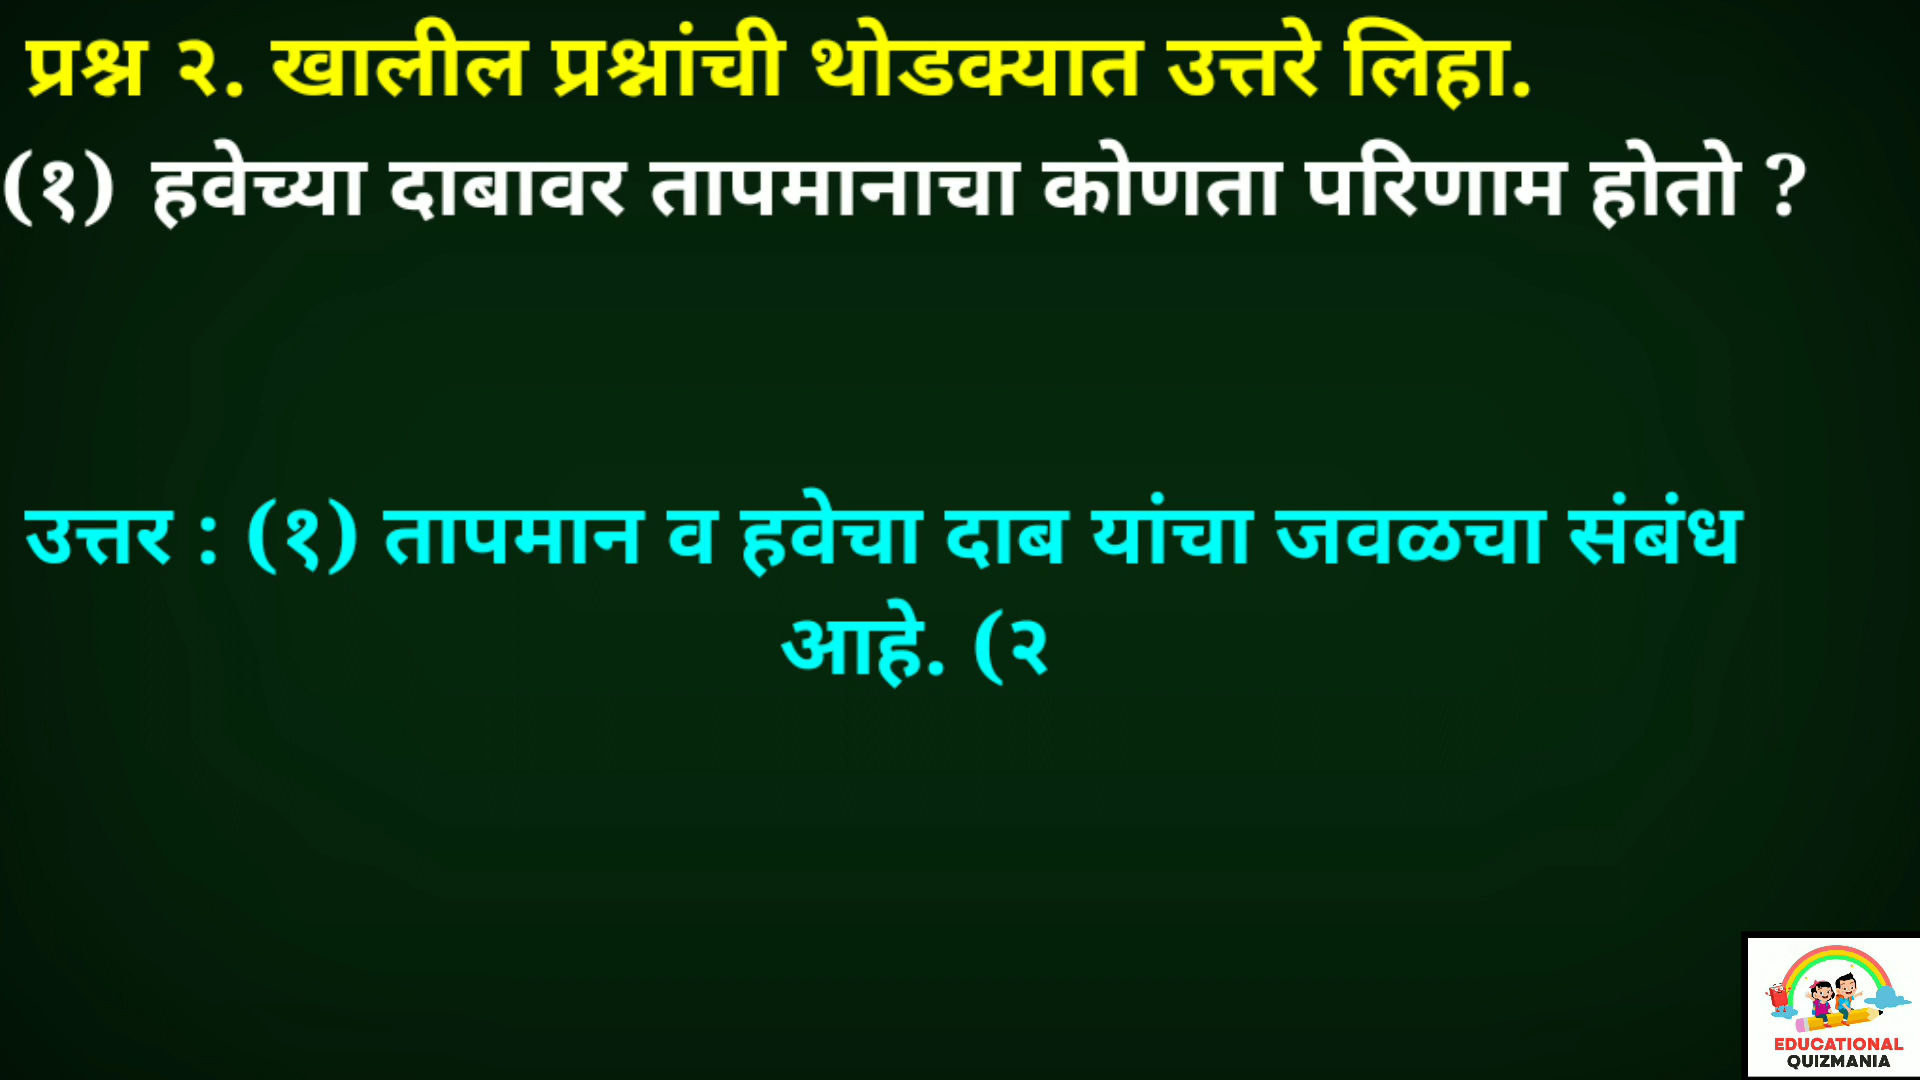 प्रश्न २. खालील प्रश्नांची थोडक्यात उत्तरे लिहा.
(१) हवेच्या दाबावर तापमानाचा कोणता परिणाम होतो ?
उत्तर : (१) तापमान व हवेचा दाब यांचा जवळचा संबंध
आहे. (२
EDUCATIONAL
QUIZMANIA